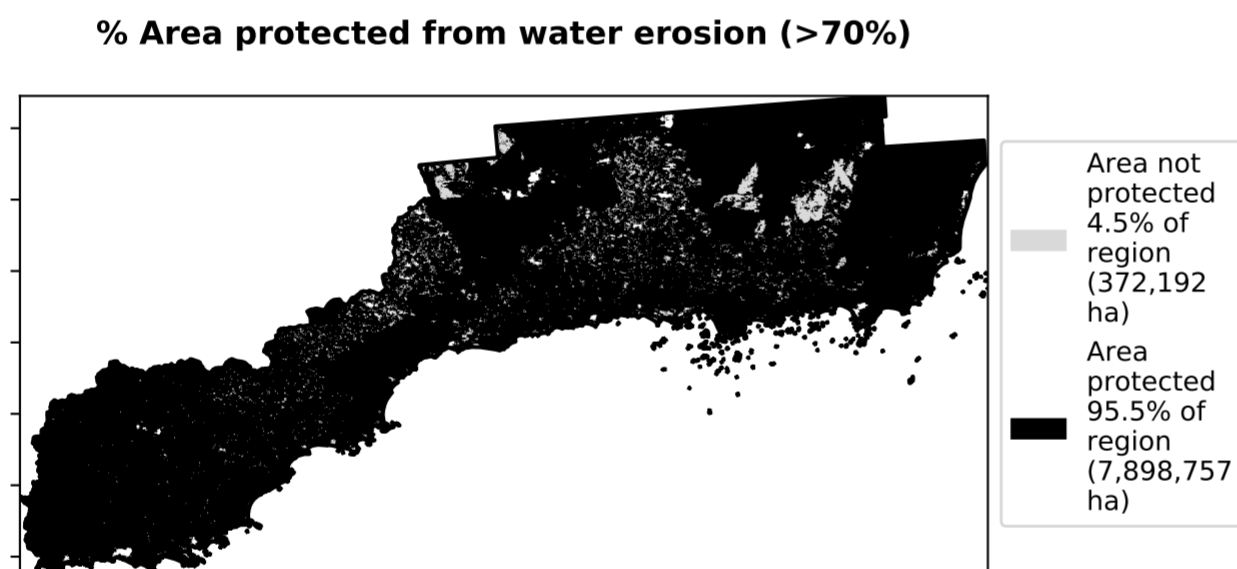 % Area protected from water erosion (>70%)
Area not
protected
4.5% of
region
(372,192
ha)
Area
protected
95.5% of
region
(7,898,757
ha)